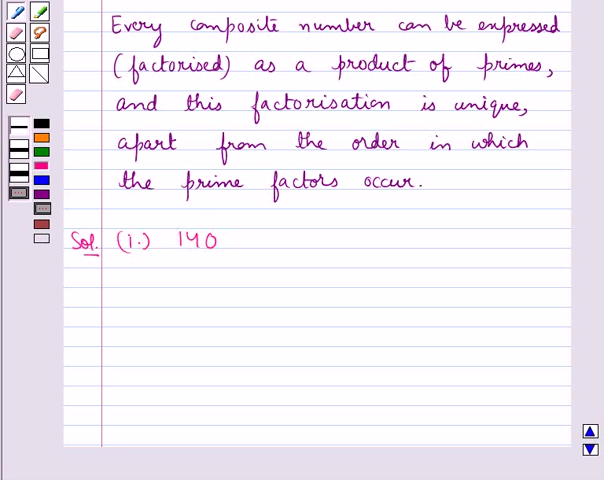 Every composite number can be expressed
(factorised) as a product of primes,
and this factorisation is unique,
apart from the order in which
the prime factors occur.
Sol. (i.) 140